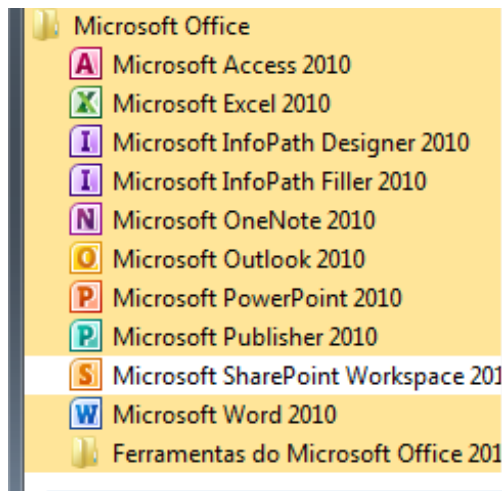 Microsoft Office
A Microsoft Access 2010
X Microsoft Excel 2010
I Microsoft InfoPath Designer 2010
I Microsoft InfoPath Filler 2010
N Microsoft OneNote 2010
O Microsoft Outlook 2010
P Microsoft PowerPoint 2010
P Microsoft Publisher 2010
S Microsoft SharePoint Workspace 201
W Microsoft Word 2010
Ferramentas do Microsoft Office 201